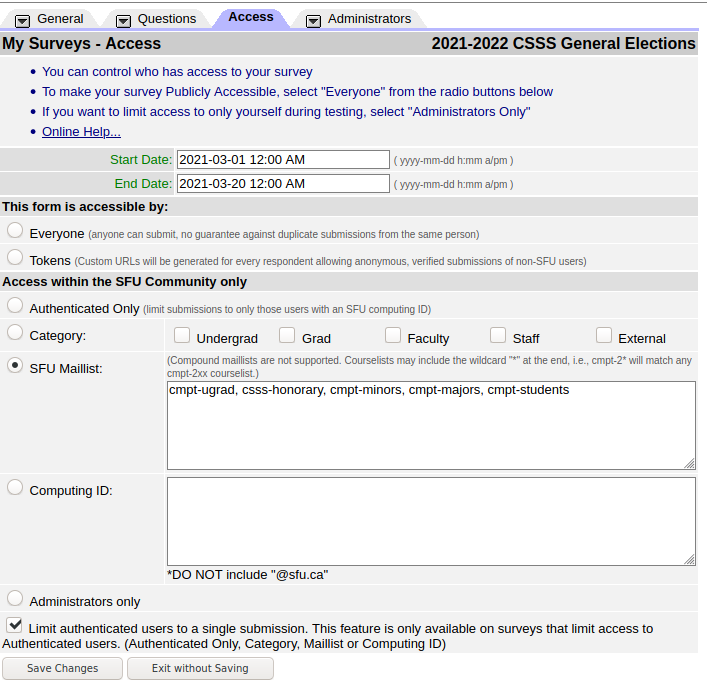 General Questions Access Administrators
My Surveys - Access 2021-2022 CSSS General Elections
• You can control who has access to your survey
• To make your survey Publicly Accessible, select "Everyone" from the radio buttons below
• If you want to limit access to only yourself during testing, select "Administrators Only"
• Online Help...
Start Date: 2021-03-01 12:00 AM ( yyyy-mm-dd h:mm a/pm )
End Date: 2021-03-20 12:00 AM ( yyyy-mm-dd h:mm a/pm )
This form is accessible by:
Everyone (anyone can submit, no guarantee against duplicate submissions from the same person)
Tokens (Custom URLs will be generated for every respondent allowing anonymous, verified submissions of non-SFU users)
Access within the SFU Community only
Authenticated Only (limit submissions to only those users with an SFU computing ID)
Category: Undergrad Grad Faculty Staff External
SFU Maillist: (Compound maillists are not supported. Courselists may include the wildcard "*" at the end, i.e., cmpt-2* will match any
cmpt-2xx courselist.)
cmpt-ugrad, csss-honorary, cmpt-minors, cmpt-majors, cmpt-students
Computing ID:
*DO NOT include "@sfu.ca"
Administrators only
Limit authenticated users to a single submission. This feature is only available on surveys that limit access to
Authenticated users. (Authenticated Only, Category, Maillist or Computing ID)
Save Changes Exit without Saving